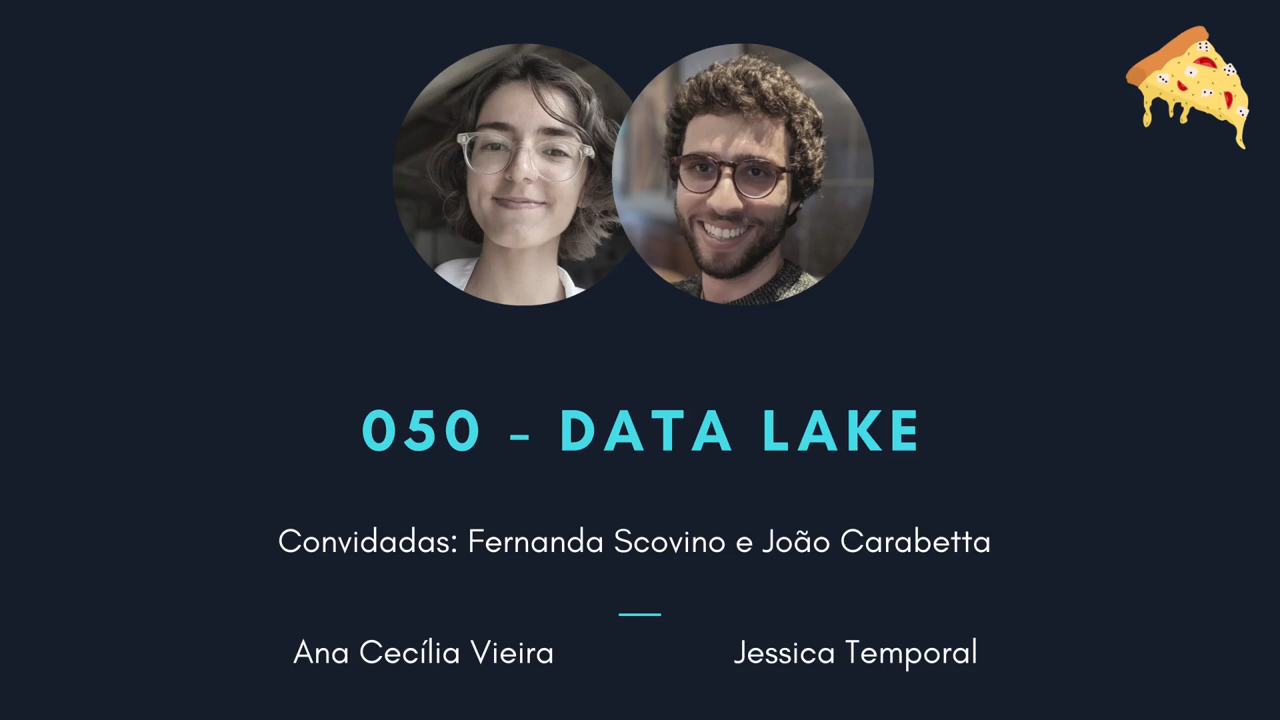 050 - DATA LAKE
Convidadas: Fernanda Scovino e João Carabetta
Ana Cecília Vieira
Jessica Temporal